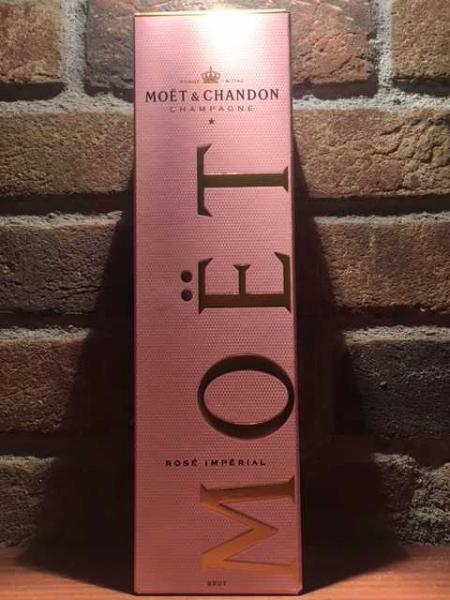 MOËT & CHANDON
CHAMPAGNE
MOËT
ROSÉ IMPÉRIAL
BRUT